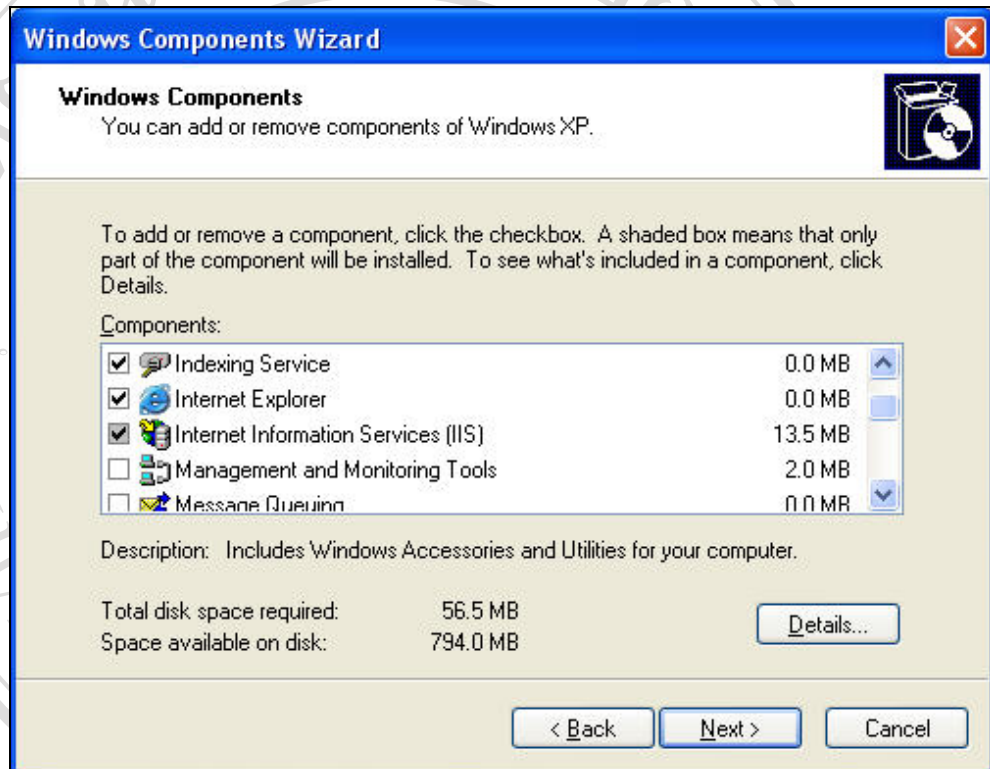 Windows Components Wizard
Windows Components
You can add or remove components of Windows XP.
To add or remove a component, click the checkbox. A shaded box means that only
part of the component will be installed. To see what's included in a component, click
Details.
Components:
Indexing Service 0.0 MB
Internet Explorer 0.0 MB
Internet Information Services (IIS) 13.5 MB
Management and Monitoring Tools 2.0 MB
Message Queuing 0.0 MB
Description: Includes Windows Accessories and Utilities for your computer.
Total disk space required: 56.5 MB
Space available on disk: 794.0 MB
Details...
< Back Next > Cancel